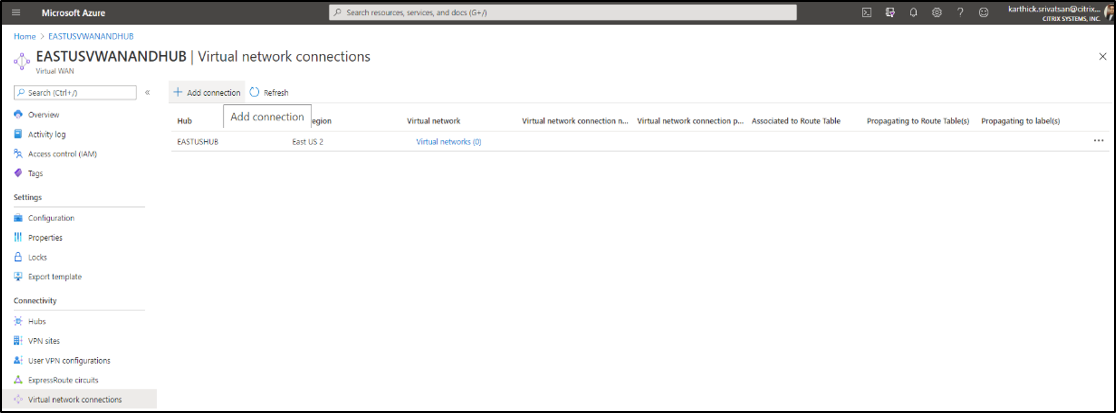 Microsoft Azure
Search resources, services, and docs (G+/)
karthick.srivatsan@citrix...
CITRIX SYSTEMS, INC.
Home > EASTUSVWANANDHUB
EASTUSVWANANDHUB | Virtual network connections
Virtual WAN
Search (Ctrl+/)
Overview
Activity log
Access control (IAM)
Tags
Settings
Configuration
Properties
Locks
Export template
Connectivity
Hubs
VPN sites
User VPN configurations
ExpressRoute circuits
Virtual network connections
Add connection Refresh
Add connection
Hub region Virtual network Virtual network connection n... Virtual network connection p... Associated to Route Table Propagating to Route Table(s) Propagating to label(s)
EASTUSHUB East US 2 Virtual networks (0)